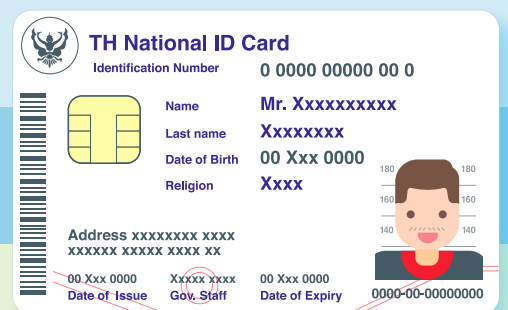 TH National ID Card
Identification Number 0 0000 00000 00 0
Name Mr. Xxxxxxxxxx
Last name Xxxxxxxx
Date of Birth 00 Xxx 0000
Religion Xxxx
180 180
160 160
140 140
Address xxxxxxxx xxxx
xxxxxx xxxxx xxxx xx
00 Xxx 0000 Xxxxx xxxx 00 Xxx 0000
Date of Issue Gov. Staff Date of Expiry
0000-00-00000000